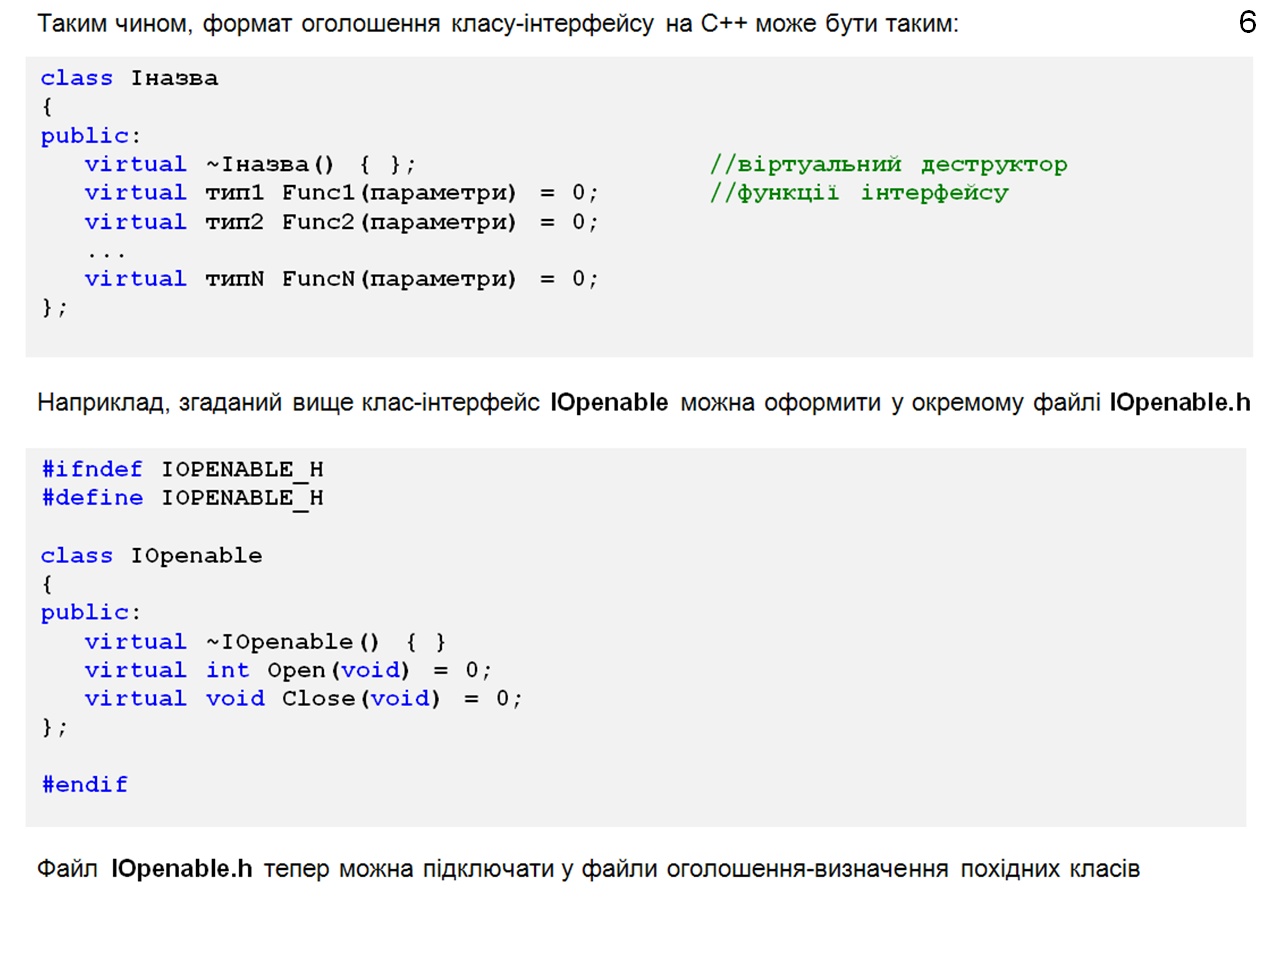 Таким чином, формат оголошення класу-інтерфейсу на С++ може бути таким:
6
class Iназва
{
public:
virtual ~Iназва() { }; //віртуальний деструктор
virtual тип1 Func1(параметри) = 0; //функції інтерфейсу
virtual тип2 Func2(параметри) = 0;
...
virtual типN FuncN(параметри) = 0;
};
Наприклад, згаданий вище клас-інтерфейс IOpenable можна оформити у окремому файлі IOpenable.h
#ifndef IOPENABLE_H
#define IOPENABLE_H
class IOpenable
{
public:
virtual ~IOpenable() { }
virtual int Open(void) = 0;
virtual void Close(void) = 0;
};
#endif
Файл IOpenable.h тепер можна підключати у файли оголошення-визначення похідних класів